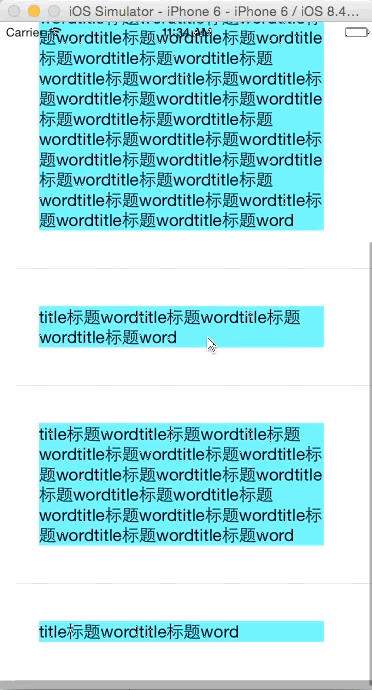 iOS Simulator - iPhone 6 - iPhone 6 / iOS 8.4...
Carrier 11:34 AM
题wordtitle标题wordtitle标题wordtitle
标题wordtitle标题wordtitle标题
wordtitle标题wordtitle标题wordtitle标
题wordtitle标题wordtitle标题wordtitle
标题wordtitle标题wordtitle标题
wordtitle标题wordtitle标题wordtitle标
题wordtitle标题wordtitle标题wordtitle
标题wordtitle标题wordtitle标题
wordtitle标题wordtitle标题wordtitle标
题wordtitle标题wordtitle标题word
title标题wordtitle标题wordtitle标题
wordtitle标题word
title标题wordtitle标题wordtitle标题
wordtitle标题wordtitle标题wordtitle标
题wordtitle标题wordtitle标题wordtitle
标题wordtitle标题wordtitle标题
wordtitle标题wordtitle标题wordtitle标
题wordtitle标题wordtitle标题word
title标题wordtitle标题word